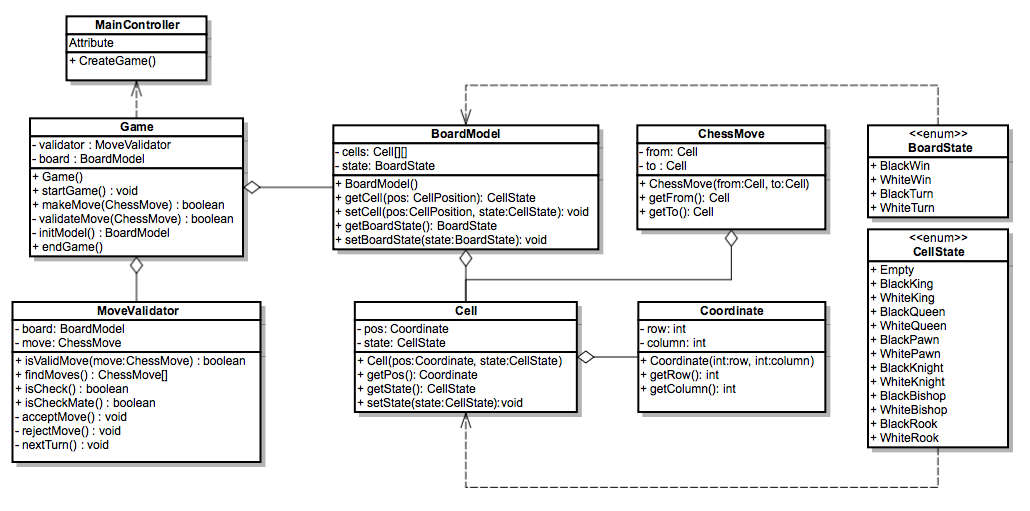 MainController
Attribute
+ CreateGame()
Game
- validator : MoveValidator
- board : BoardModel
+ Game()
+ startGame() : void
+ makeMove(ChessMove) : boolean
- validateMove(ChessMove) : boolean
- initModel() : BoardModel
+ endGame()
MoveValidator
- board: BoardModel
- move: ChessMove
+ isValidMove(move:ChessMove) : boolean
+ findMoves() : ChessMove[]
+ isCheck() : boolean
+ isCheckMate() : boolean
- acceptMove() : void
- rejectMove() : void
- nextTurn() : void
BoardModel
- cells: Cell[][]
- state: BoardState
+ BoardModel()
+ getCell(pos: CellPosition): CellState
+ setCell(pos:CellPosition, state:CellState): void
+ getBoardState(): BoardState
+ setBoardState(state:BoardState): void
ChessMove
- from: Cell
- to : Cell
+ ChessMove(from:Cell, to:Cell)
+ getFrom(): Cell
+ getTo(): Cell
Cell
- pos: Coordinate
- state: CellState
+ Cell(pos:Coordinate, state:CellState)
+ getPos(): Coordinate
+ getState(): CellState
+ setState(state:CellState):void
Coordinate
- row: int
- column: int
+ Coordinate(int:row, int:column)
+ getRow(): int
+ getColumn(): int
<<enum>>
BoardState
+ BlackWin
+ WhiteWin
+ BlackTurn
+ WhiteTurn
<<enum>>
CellState
+ Empty
+ BlackKing
+ WhiteKing
+ BlackQueen
+ WhiteQueen
+ BlackPawn
+ WhitePawn
+ BlackKnight
+ WhiteKnight
+ BlackBishop
+ WhiteBishop
+ BlackRook
+ WhiteRook